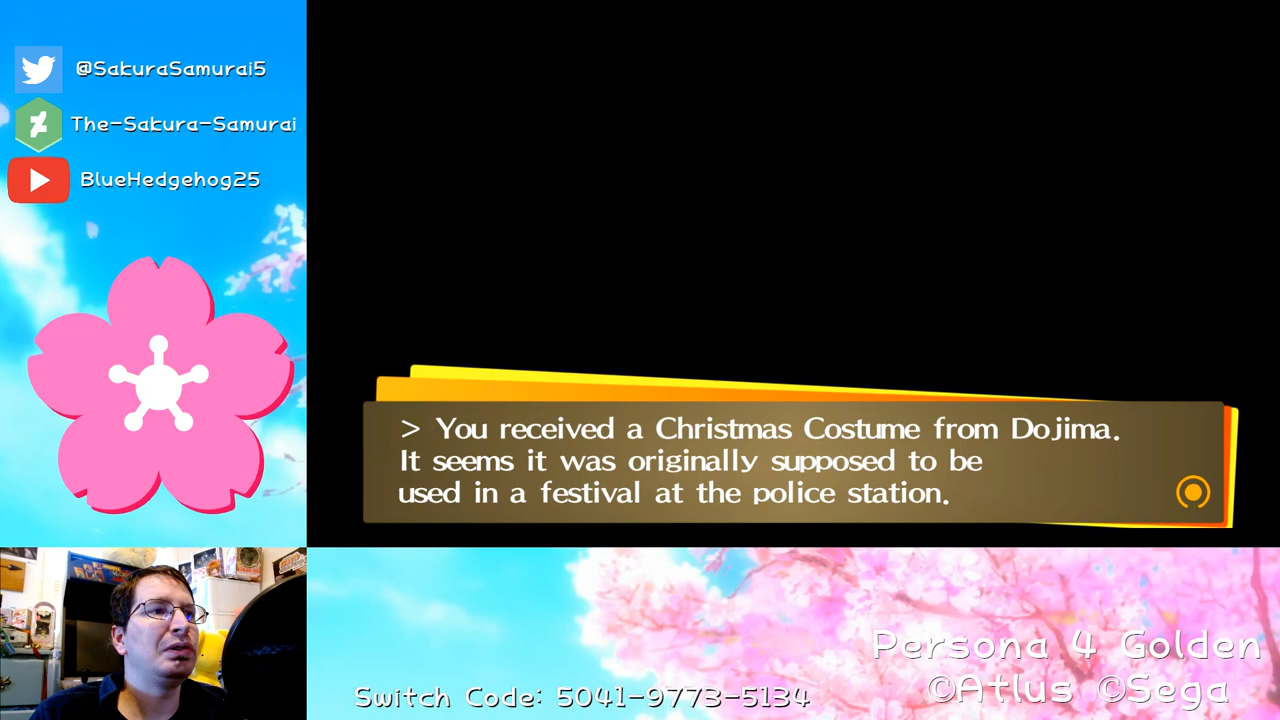 @SakuraSamurai5
The-Sakura-Samurai
BlueHedgehog25
> You received a Christmas Costume from Dojima.
It seems it was originally supposed to be
used in a festival at the police station.
Persona 4 Golden
©Atlus ©Sega
Switch Code: 5041-9773-5134